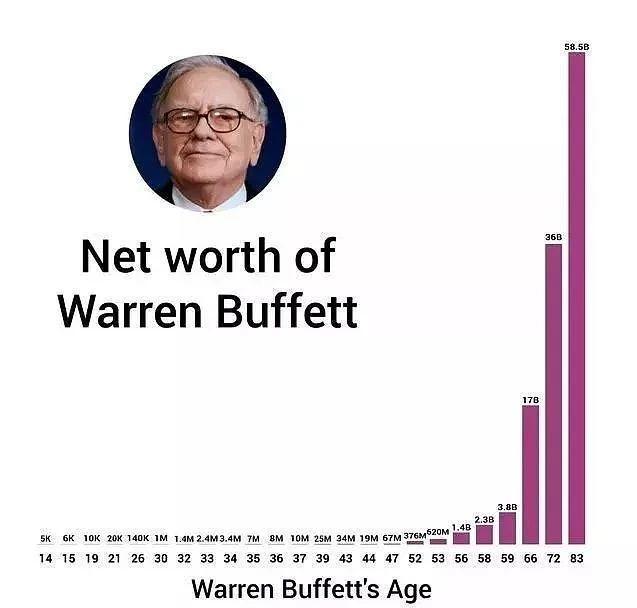 58.5B
Net worth of
Warren Buffett
36B
17B
3.8B
2.3B
1.4B
620M
376M
5K 6K 10K 20K 140K 1M 1.4M 2.4M 3.4M 7M 8M 10M 25M 34M 19M 67M
14 15 19 21 26 30 32 33 34 35 36 37 39 43 44 47 52 53 56 58 59 66 72 83
Warren Buffett's Age